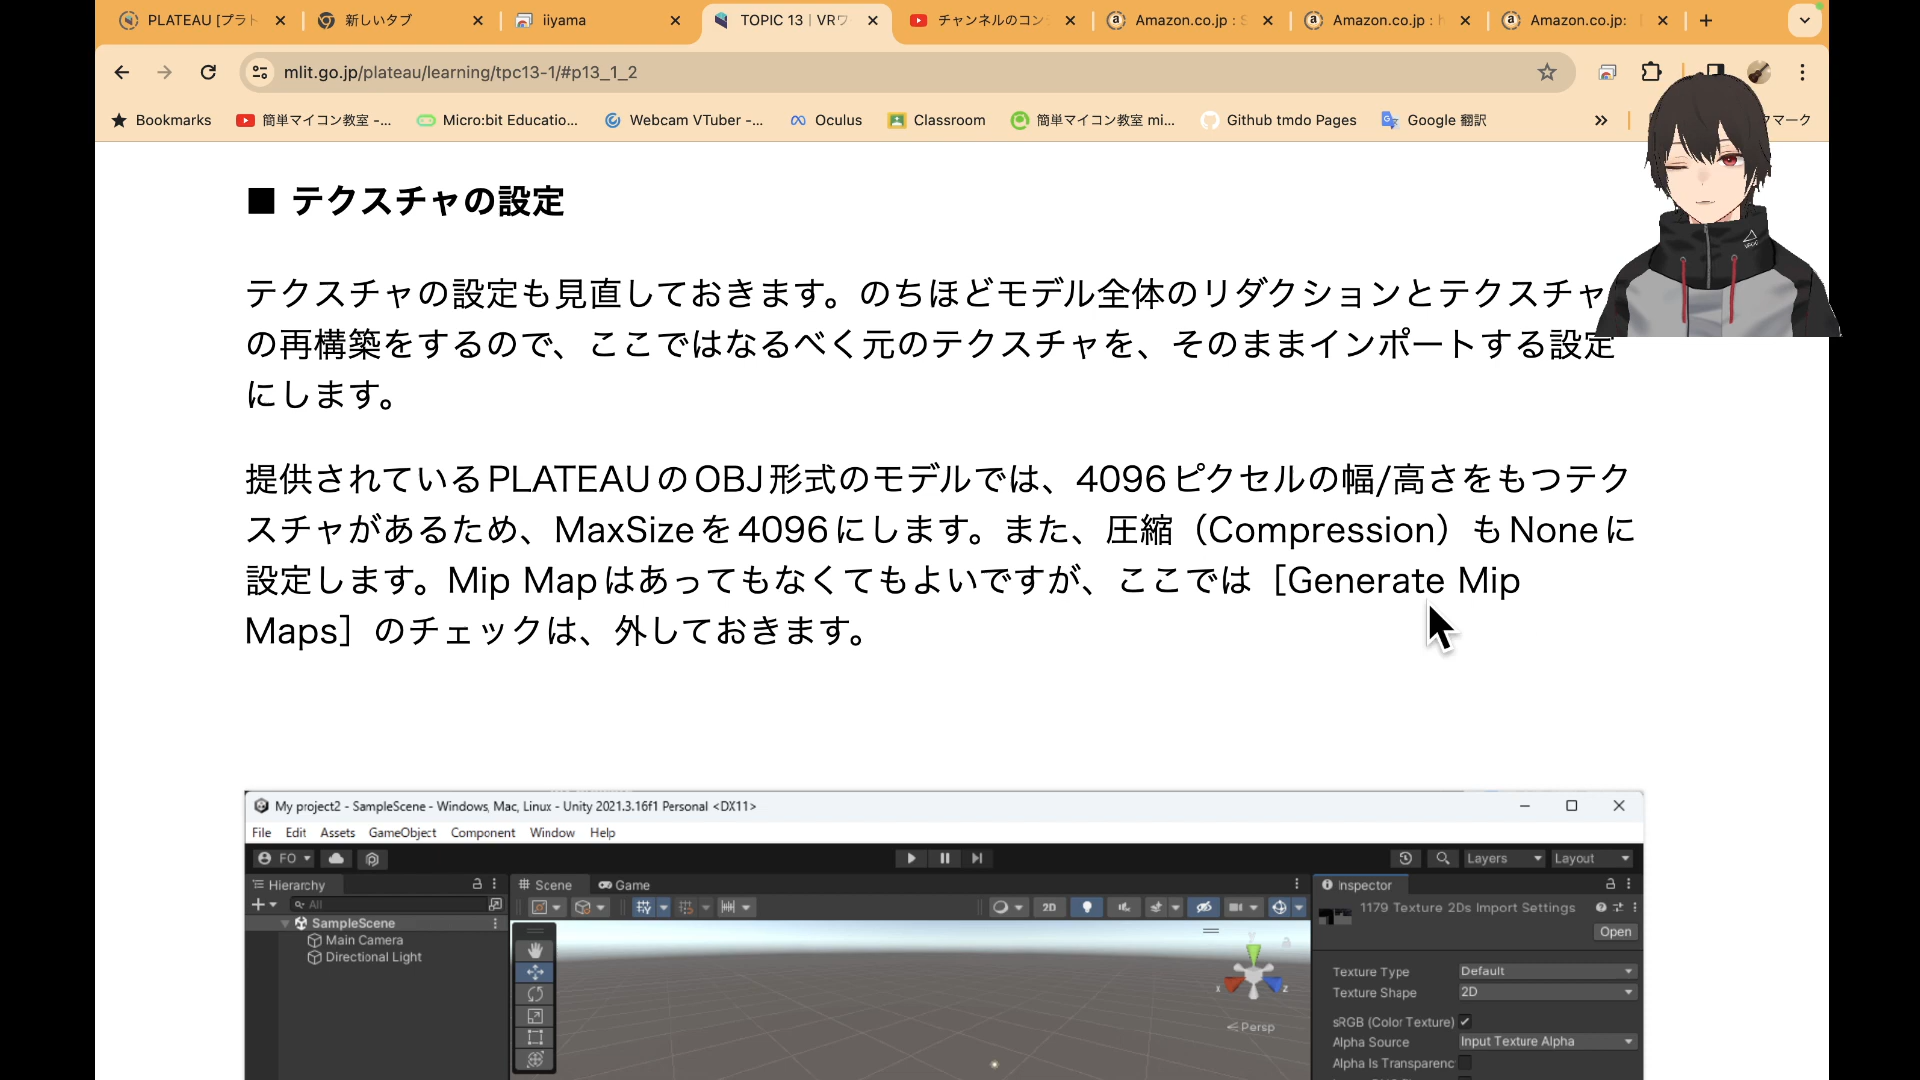 PLATEAU [プラト
新しいタブ
iiyama
TOPIC 13 | VRワ
チャンネルのコン
Amazon.co.jp : S
Amazon.co.jp : h
Amazon.co.jp:
mlit.go.jp/plateau/learning/tpc13-1/#p13_1_2
Bookmarks
簡単マイコン教室 -...
Micro:bit Educatio...
Webcam VTuber -...
Oculus
Classroom
簡単マイコン教室 mi...
Github tmdo Pages
Google 翻訳
»
マーク
■ テクスチャの設定
テクスチャの設定も見直しておきます。のちほどモデル全体のリダクションとテクスチャ
の再構築をするので、ここではなるべく元のテクスチャを、そのままインポートする設定
にします。
提供されているPLATEAUのOBJ形式のモデルでは、4096ピクセルの幅/高さをもつテク
スチャがあるため、MaxSizeを4096にします。また、圧縮（Compression）もNoneに
設定します。Mip Mapはあってもなくてもよいですが、ここでは［Generate Mip
Maps］のチェックは、外しておきます。
My project2 - SampleScene - Windows, Mac, Linux - Unity 2021.3.16f1 Personal <DX11>
File Edit Assets GameObject Component Window Help
FO
Layers
Layout
Hierarchy
Scene
Game
Inspector
All
2D
1179 Texture 2Ds Import Settings
Open
SampleScene
Main Camera
Directional Light
y
x
z
Persp
Texture Type Default
Texture Shape 2D
sRGB (Color Texture)
Alpha Source Input Texture Alpha
Alpha Is Transparenc